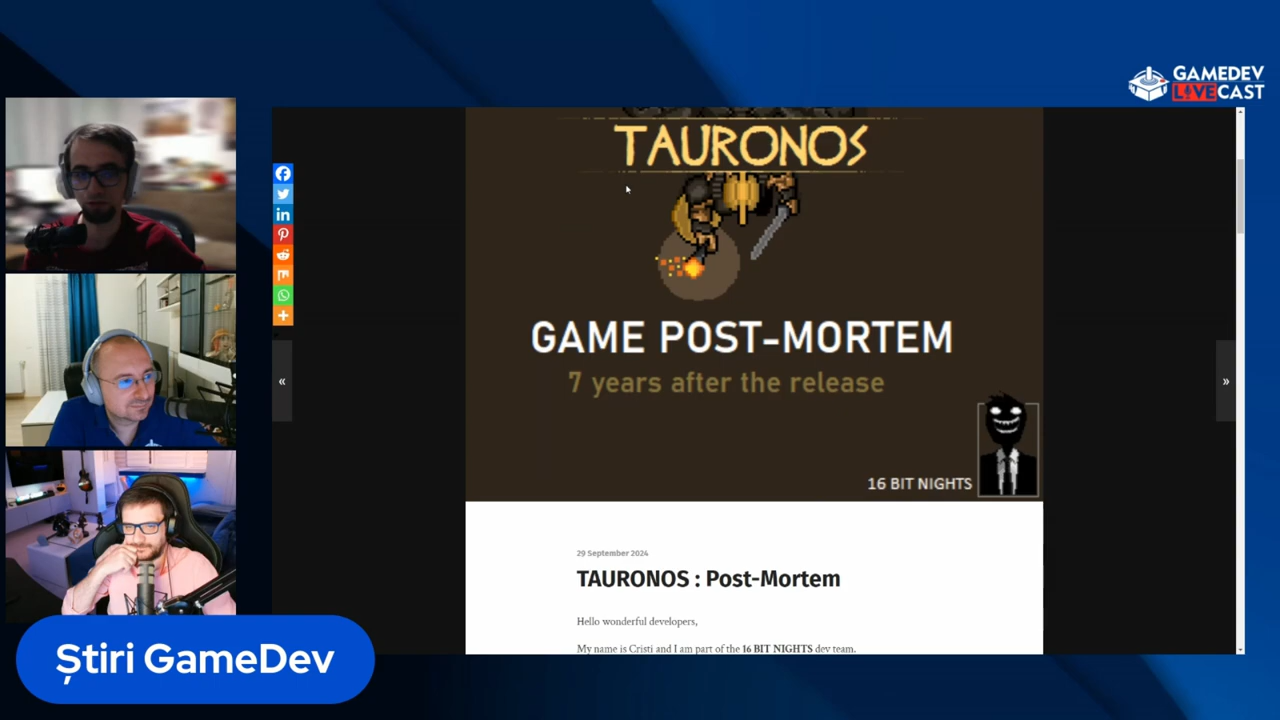 GAMEDEV
LIVECAST
TAURONOS
GAME POST-MORTEM
7 years after the release
16 BIT NIGHTS
«
»
29 September 2024
TAURONOS : Post-Mortem
Hello wonderful developers,
My name is Cristi and I am part of the 16 BIT NIGHTS dev team.
Știri GameDev